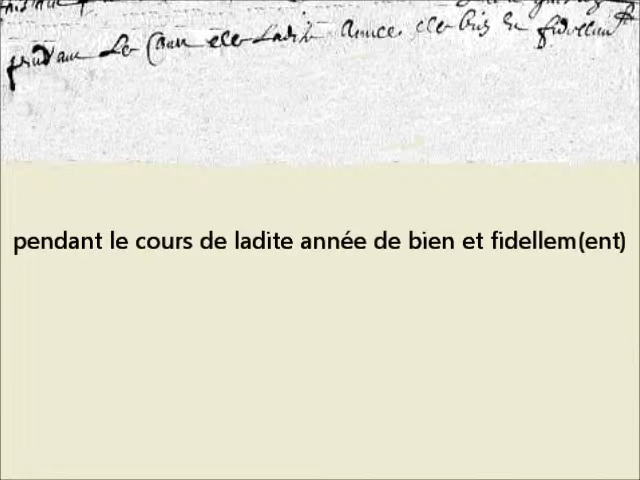 pendant le cours de ladite année de bien et fidellem
pendant le cours de ladite année de bien et fidellem(ent)